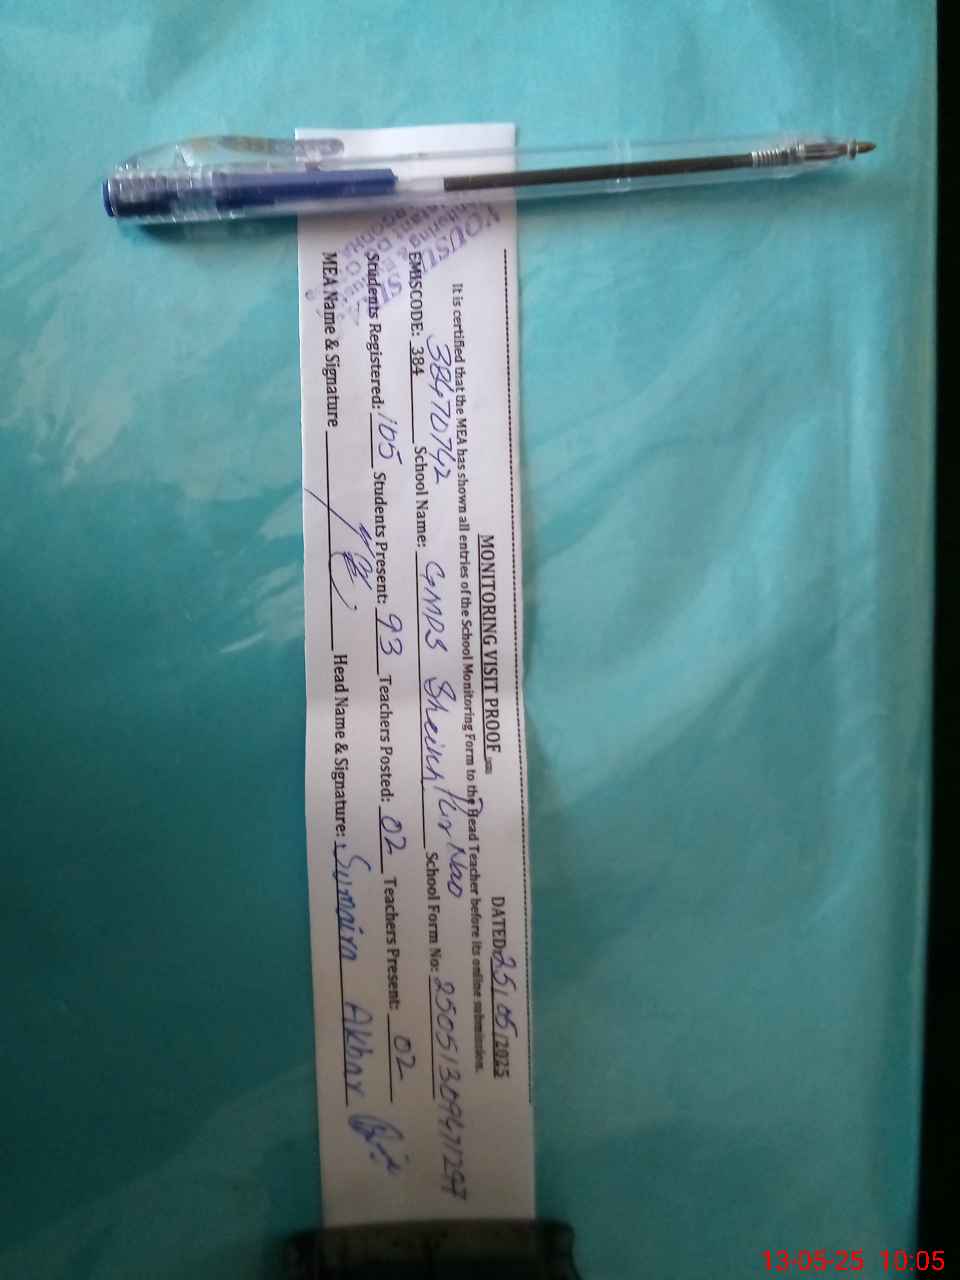 MONITORING VISIT PROOF DATED: 25/05/2025
It is certified that the MEA has shown all entries of the School Monitoring Form to the Head Teacher before its online submission.
EMISCODE: 384 38470742 School Name: GMPS Sheikh Pur Nao School Form No: 25051309471297
Students Registered: 105 Students Present: 93 Teachers Posted: 02 Teachers Present: 02
MEA Name & Signature Head Name & Signature: Sumaira Akbar
13-05-25 10:05